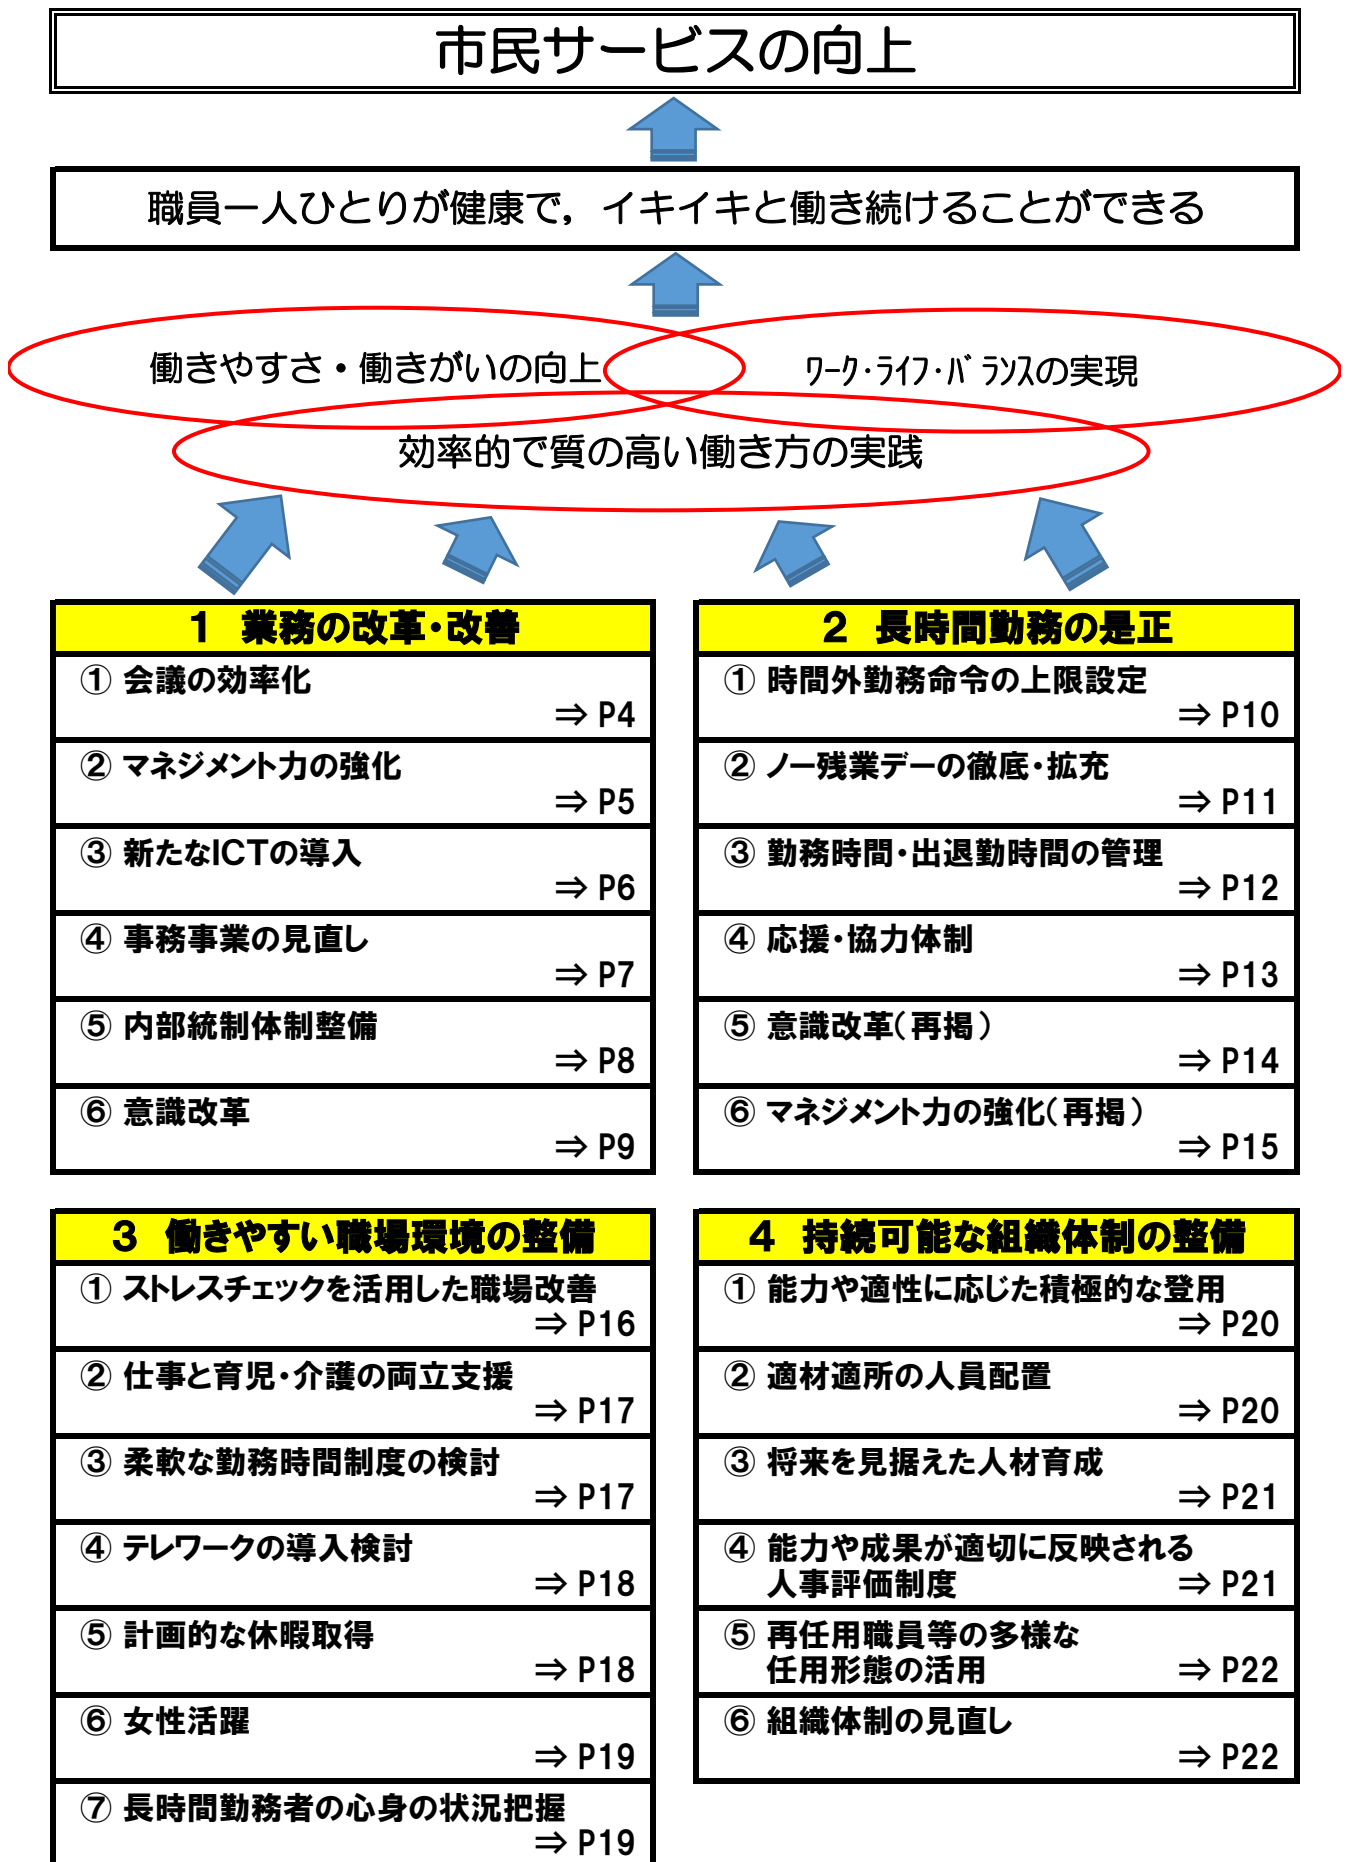 市民サービスの向上
職員一人ひとりが健康で，イキイキと働き続けることができる
働きやすさ・働きがいの向上
ﾜｰｸ･ﾗｲﾌ･ﾊﾞﾗﾝｽの実現
効率的で質の高い働き方の実践
１　業務の改革・改善
① 会議の効率化
⇒ P4
② マネジメント力の強化
⇒ P5
③ 新たなICTの導入
⇒ P6
④ 事務事業の見直し
⇒ P7
⑤ 内部統制体制整備
⇒ P8
⑥ 意識改革
⇒ P9
２　長時間勤務の是正
① 時間外勤務命令の上限設定
⇒ P10
② ノー残業デーの徹底・拡充
⇒ P11
③ 勤務時間・出退勤時間の管理
⇒ P12
④ 応援・協力体制
⇒ P13
⑤ 意識改革（再掲）
⇒ P14
⑥ マネジメント力の強化（再掲）
⇒ P15
３　働きやすい職場環境の整備
① ストレスチェックを活用した職場改善
⇒ P16
② 仕事と育児・介護の両立支援
⇒ P17
③ 柔軟な勤務時間制度の検討
⇒ P17
④ テレワークの導入検討
⇒ P18
⑤ 計画的な休暇取得
⇒ P18
⑥ 女性活躍
⇒ P19
⑦ 長時間勤務者の心身の状況把握
⇒ P19
４　持続可能な組織体制の整備
① 能力や適性に応じた積極的な登用
⇒ P20
② 適材適所の人員配置
⇒ P20
③ 将来を見据えた人材育成
⇒ P21
④ 能力や成果が適切に反映される
人事評価制度 ⇒ P21
⑤ 再任用職員等の多様な
任用形態の活用 ⇒ P22
⑥ 組織体制の見直し
⇒ P22